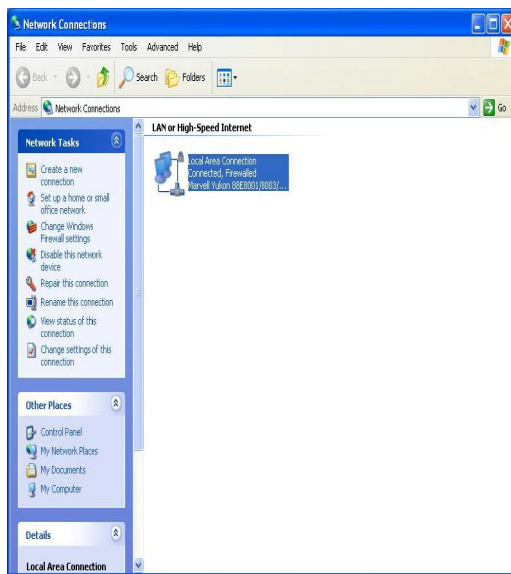 Network Connections
File Edit View Favorites Tools Advanced Help
Back Search Folders
Address Network Connections Go
Network Tasks
Create a new
connection
Set up a home or small
office network
Change Windows
Firewall settings
Disable this network
device
Repair this connection
Rename this connection
View status of this
connection
Change settings of this
connection
Other Places
Control Panel
My Network Places
My Documents
My Computer
Details
Local Area Connection
LAN or High-Speed Internet
Local Area Connection
Connected, Firewalled
Marvell Yukon 88E8001/8003/...